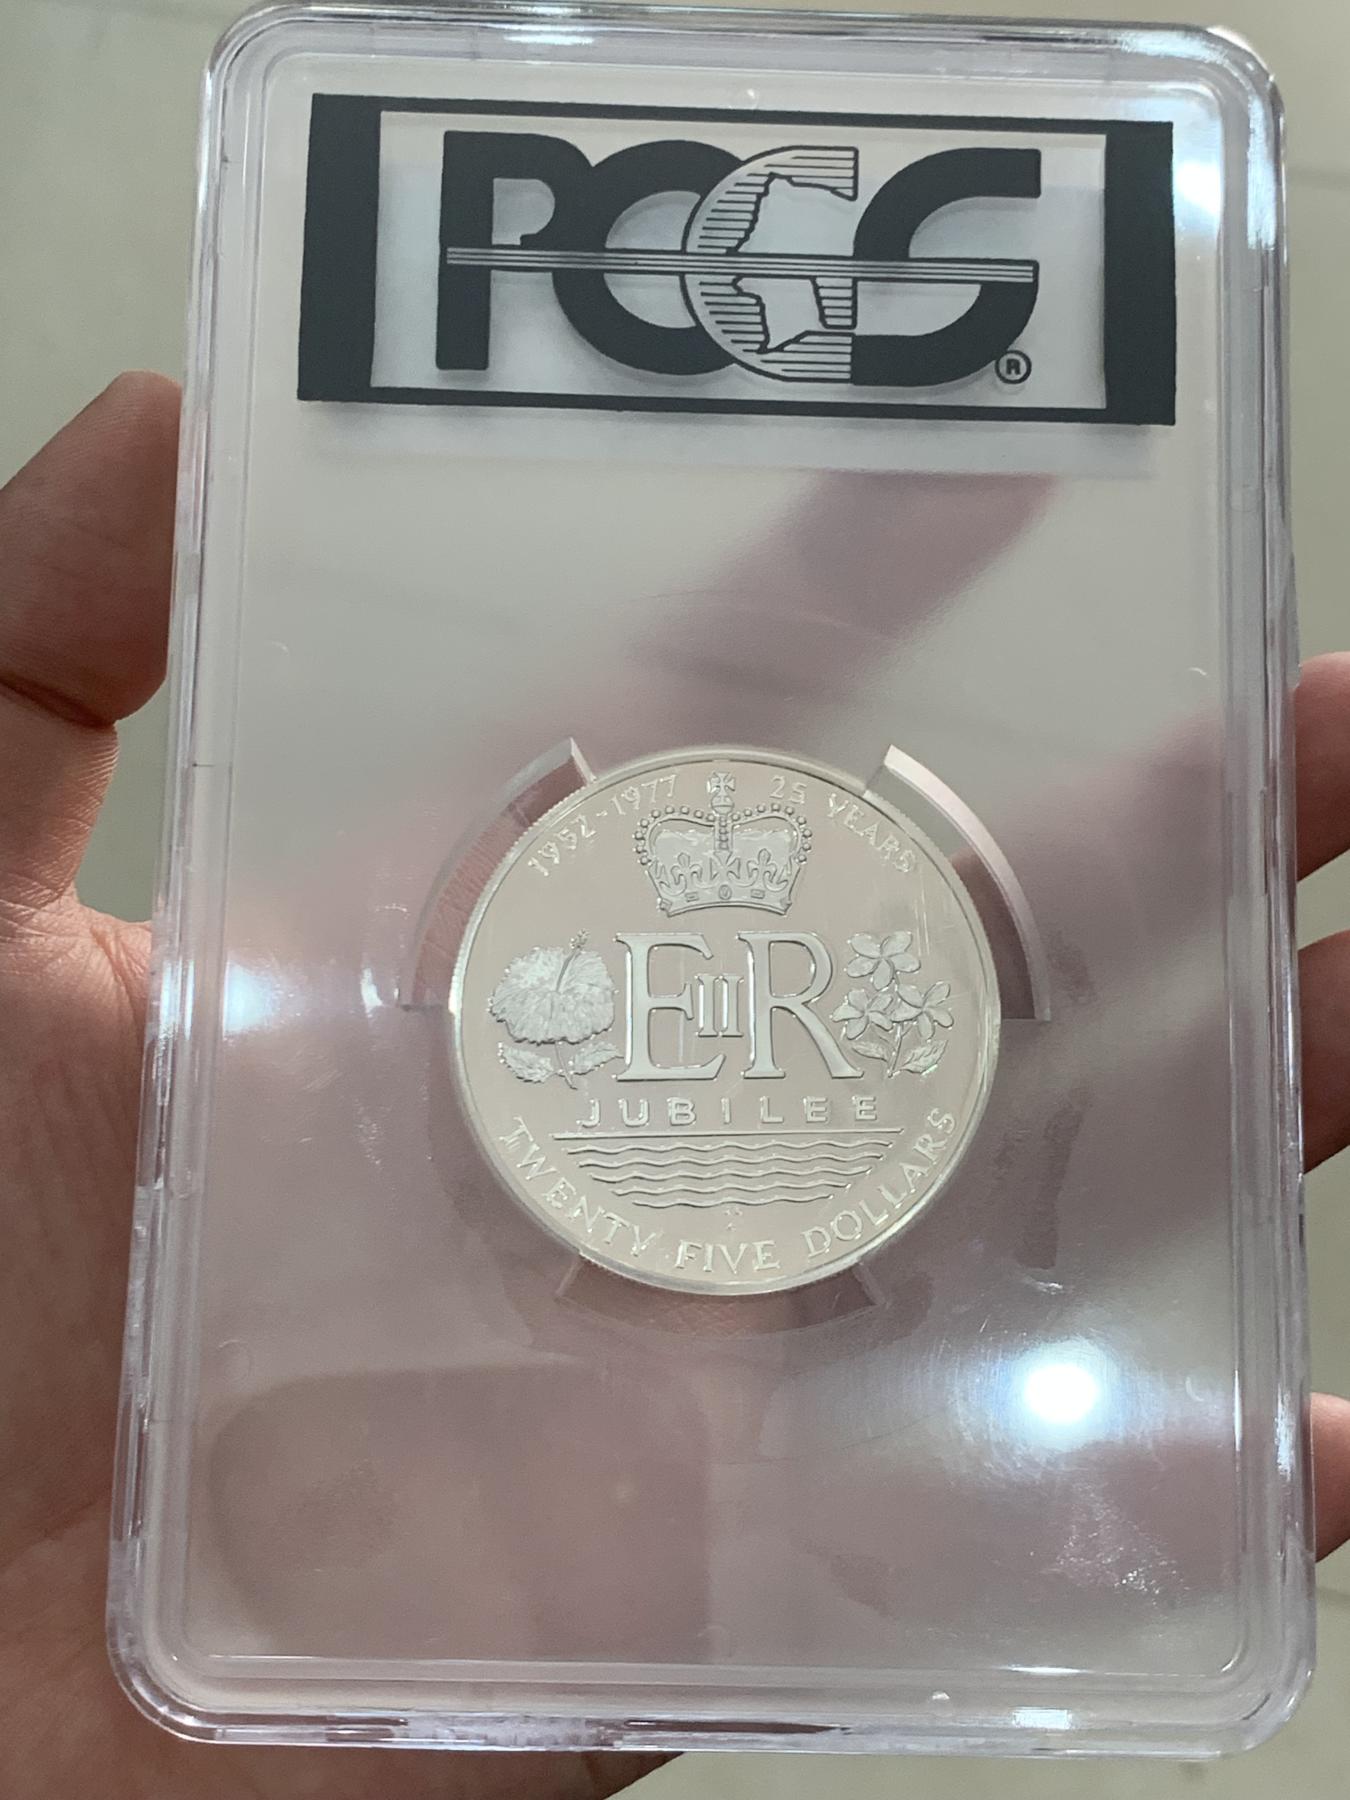 PCGS®
1952-1977 25 YEARS
EIIR
JUBILEE
TWENTY FIVE DOLLARS